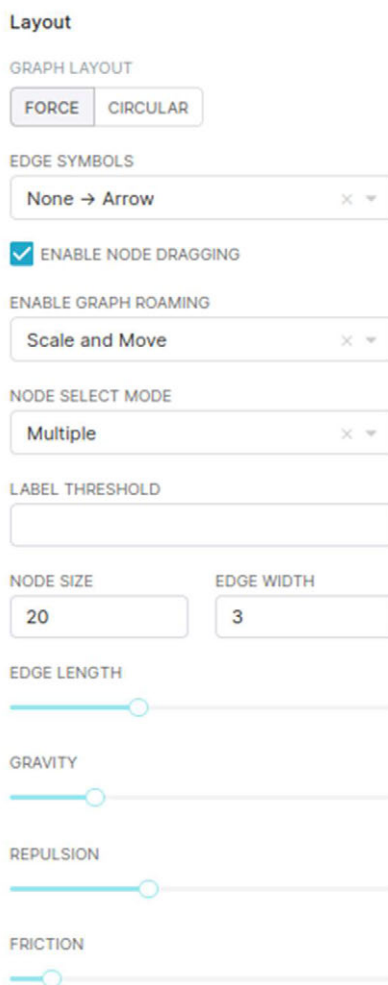 Layout
GRAPH LAYOUT
FORCE CIRCULAR
EDGE SYMBOLS
None → Arrow
ENABLE NODE DRAGGING
ENABLE GRAPH ROAMING
Scale and Move
NODE SELECT MODE
Multiple
LABEL THRESHOLD
NODE SIZE EDGE WIDTH
20 3
EDGE LENGTH
GRAVITY
REPULSION
FRICTION